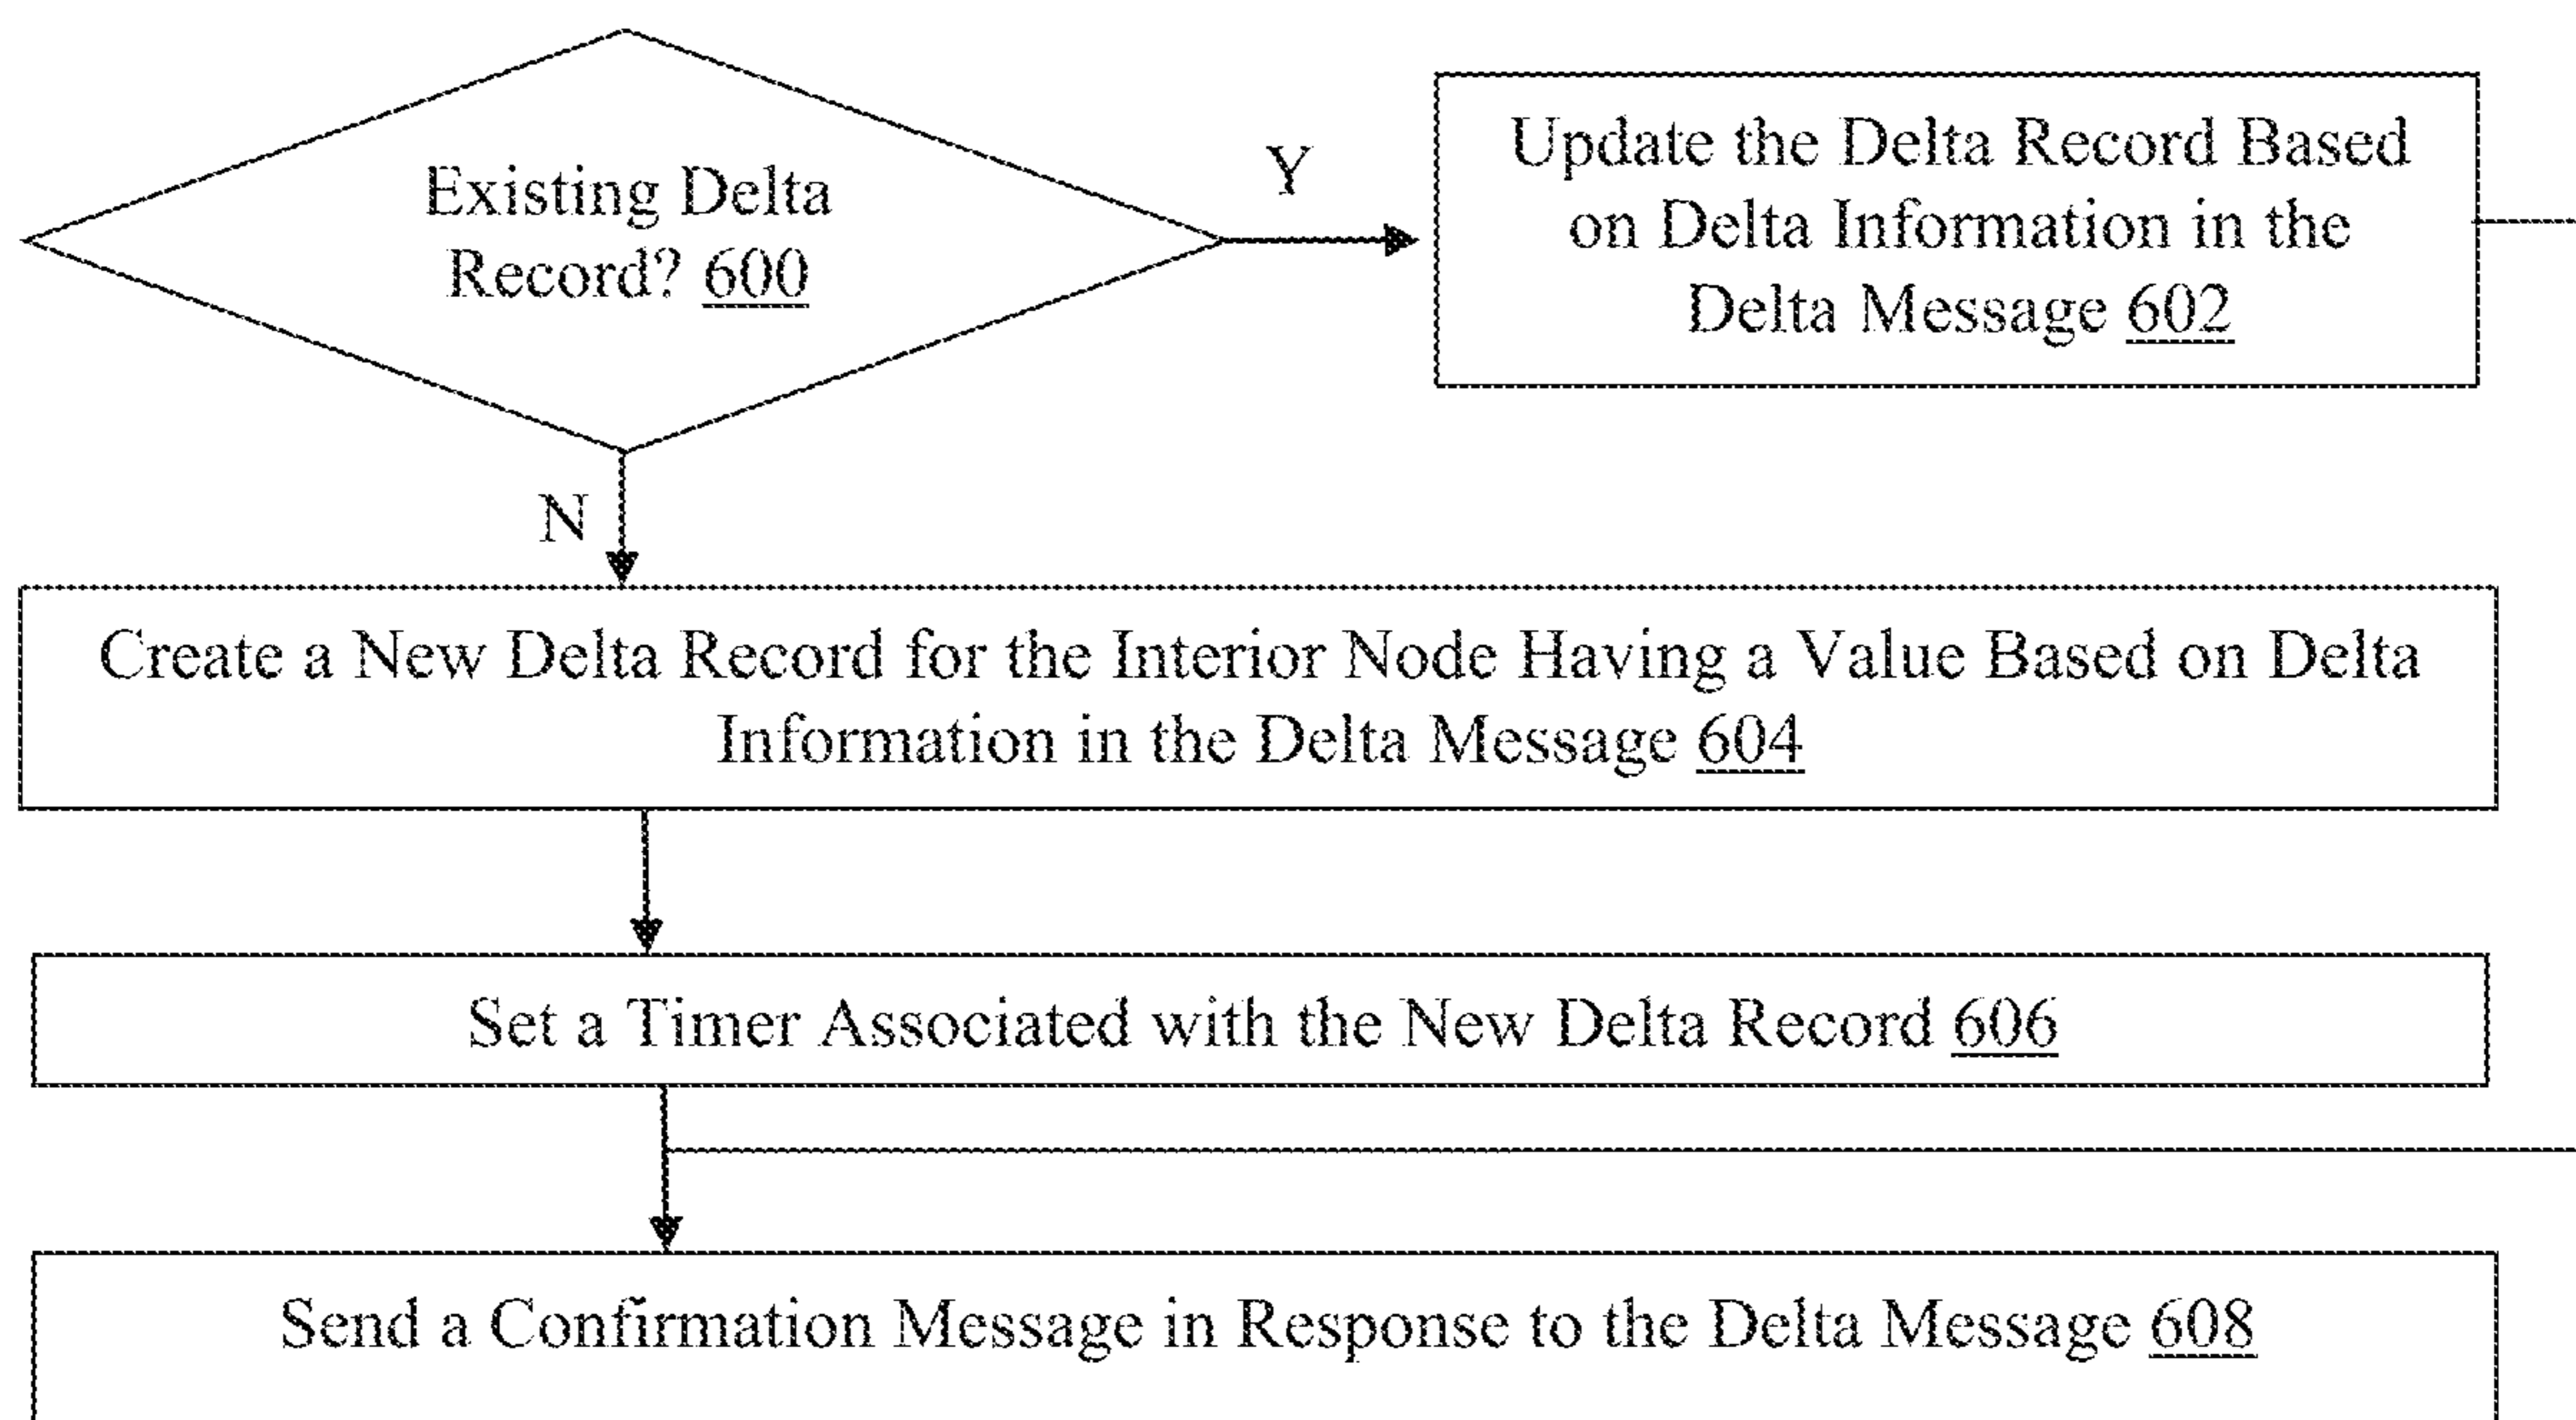 Existing Delta
Record? 600
Y
Update the Delta Record Based
on Delta Information in the
Delta Message 602
N
Create a New Delta Record for the Interior Node Having a Value Based on Delta
Information in the Delta Message 604
Set a Timer Associated with the New Delta Record 606
Send a Confirmation Message in Response to the Delta Message 608